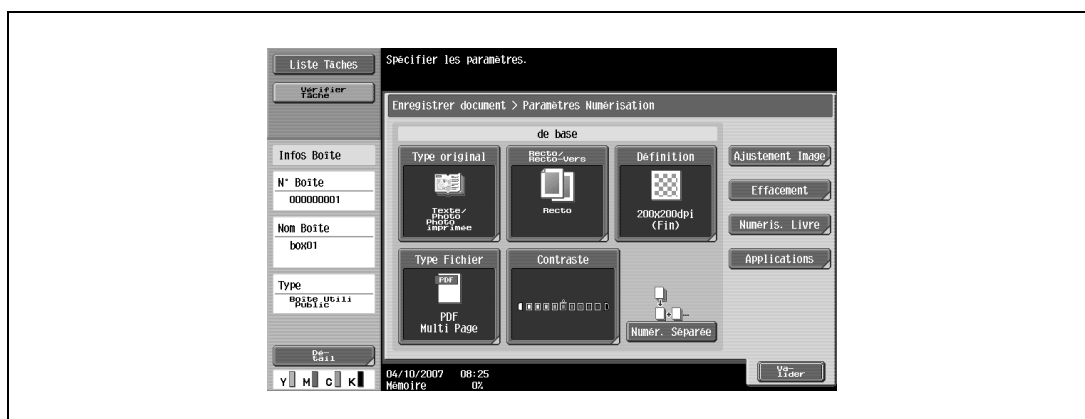 Liste Tâches
Vérifier
Tâche
Spécifier les paramètres.
Enregistrer document > Paramètres Numérisation
de base
Infos Boîte
N° Boîte
000000001
Nom Boîte
box01
Type
Boîte Utili
Public
Dé-
tail
Y M C K
Type original
Texte/
Photo
Photo
imprimée
Recto/
Recto-Vers
Recto
Définition
200x200dpi
(Fin)
Type Fichier
PDF
PDF
Multi Page
Contraste
Numér. Séparée
Ajustement Image
Effacement
Numéris. Livre
Applications
04/10/2007 08:25
Mémoire 0%
Va-
lider